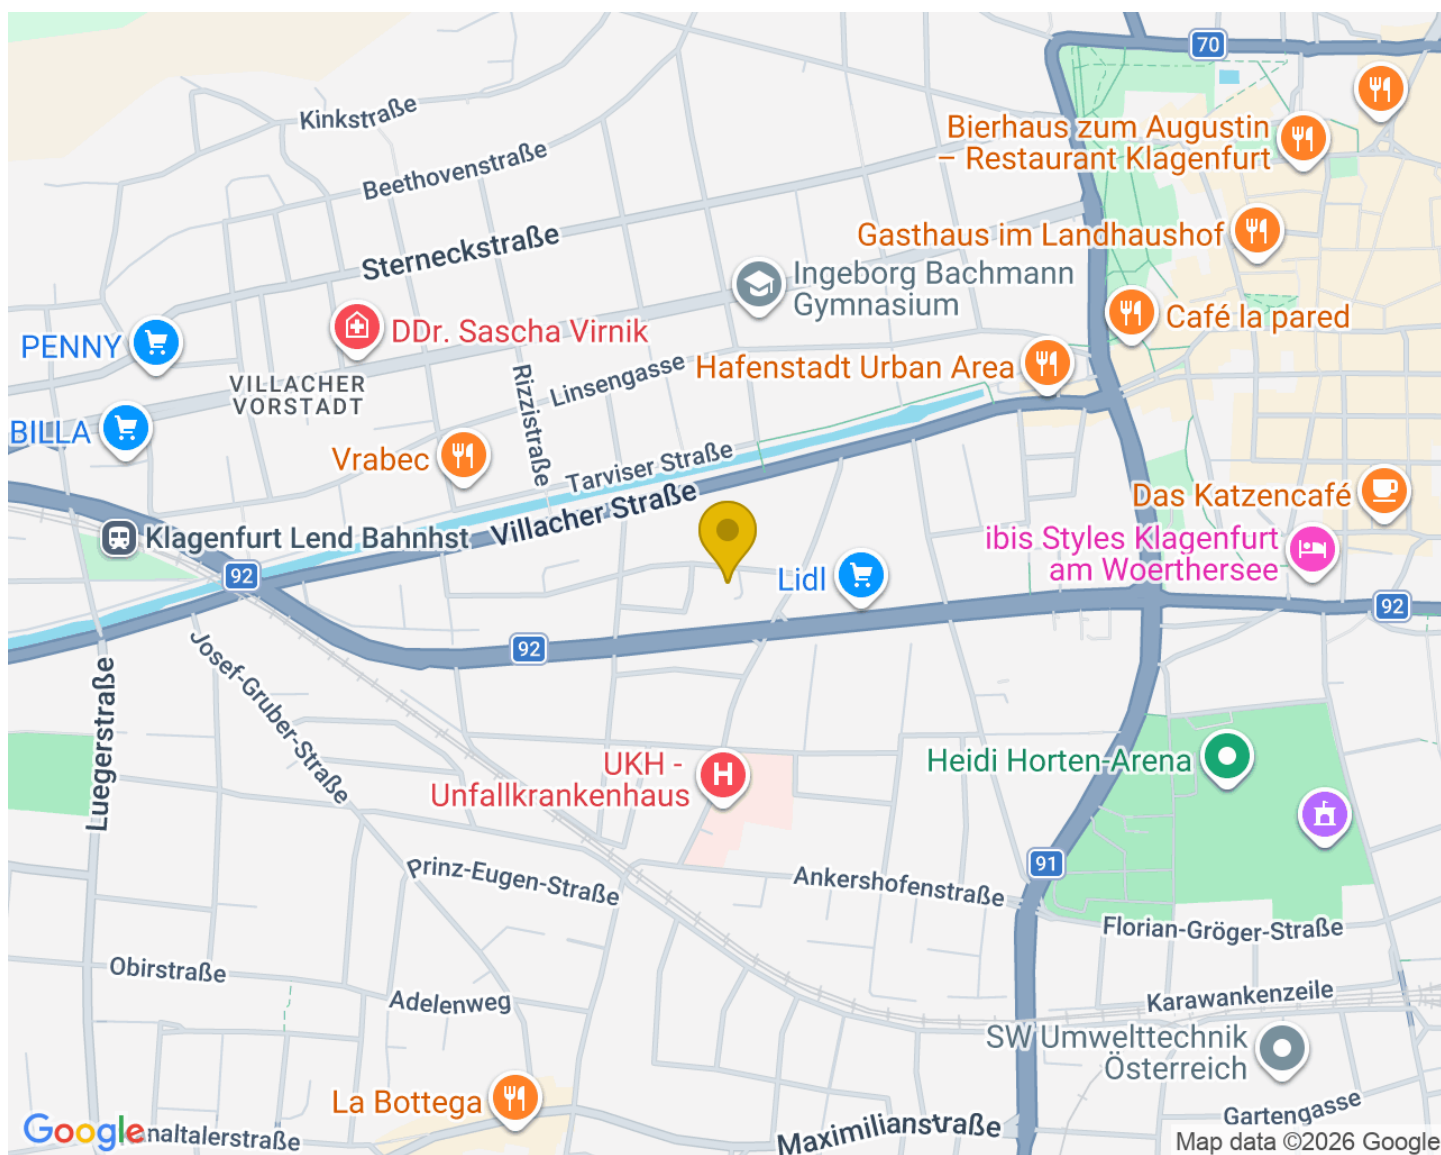 70
Kinkstraße
Bierhaus zum Augustin
– Restaurant Klagenfurt
Beethovenstraße
Sterneckstraße
Gasthaus im Landhaushof
Ingeborg Bachmann
Gymnasium
DDr. Sascha Virnik
Café la pared
PENNY
VILLACHER
VORSTADT
Rizzistraße
Linsengasse
Hafenstadt Urban Area
BILLA
Vrabec
Tarviser Straße
Villacher Straße
Das Katzencafé
Klagenfurt Lend Bahnhst
ibis Styles Klagenfurt
am Woerthersee
92
Lidl
92
92
Josef-Gruber-Straße
Luegerstraße
UKH -
Unfallkrankenhaus
H
Heidi Horten-Arena
91
Prinz-Eugen-Straße
Ankershofenstraße
Florian-Gröger-Straße
Obirstraße
Adelenweg
Karawankenzeile
SW Umwelttechnik
Österreich
La Bottega
Gartengasse
Google
analtalerstraße
Maximilianstraße
Map data ©2026 Google